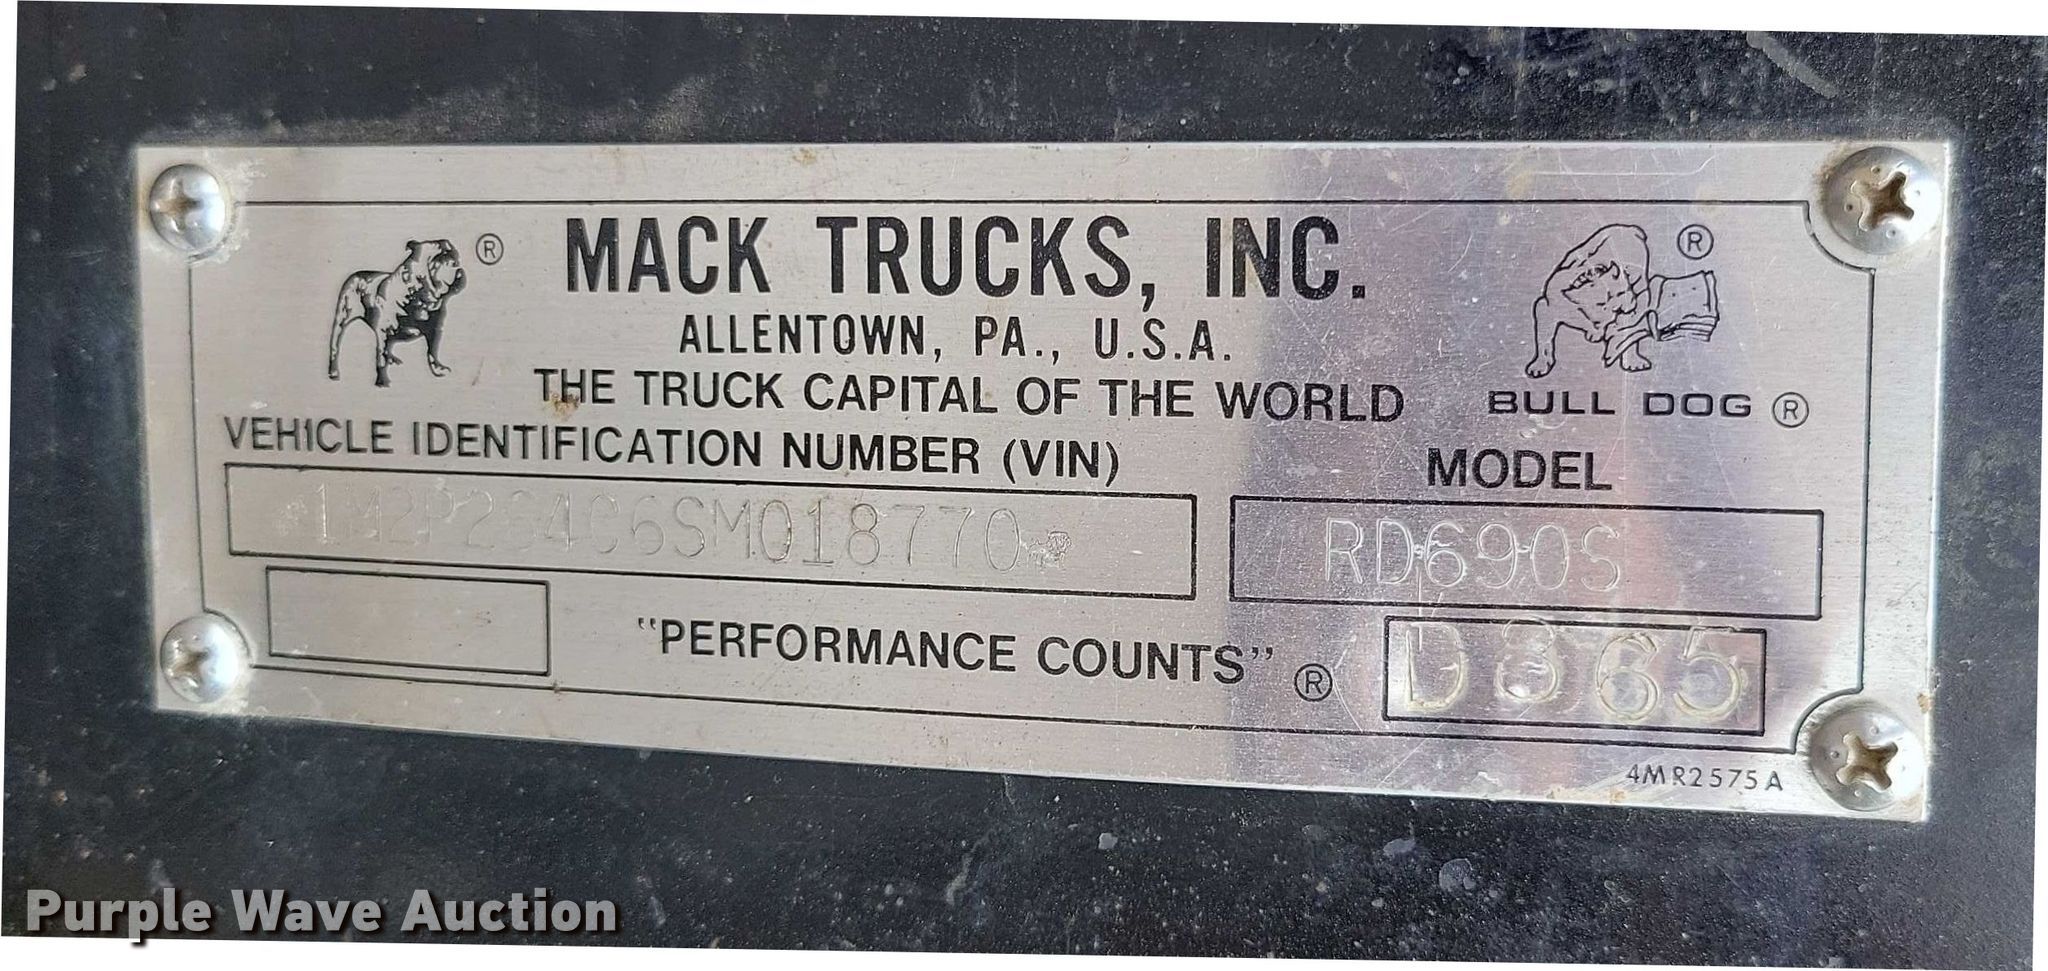 ® MACK TRUCKS, INC. ®
ALLENTOWN, PA., U.S.A.
THE TRUCK CAPITAL OF THE WORLD
BULL DOG ®
VEHICLE IDENTIFICATION NUMBER (VIN)
MODEL
1M2P264C6SM018770
RD690S
"PERFORMANCE COUNTS" ®
D365
4MR2575A
Purple Wave Auction